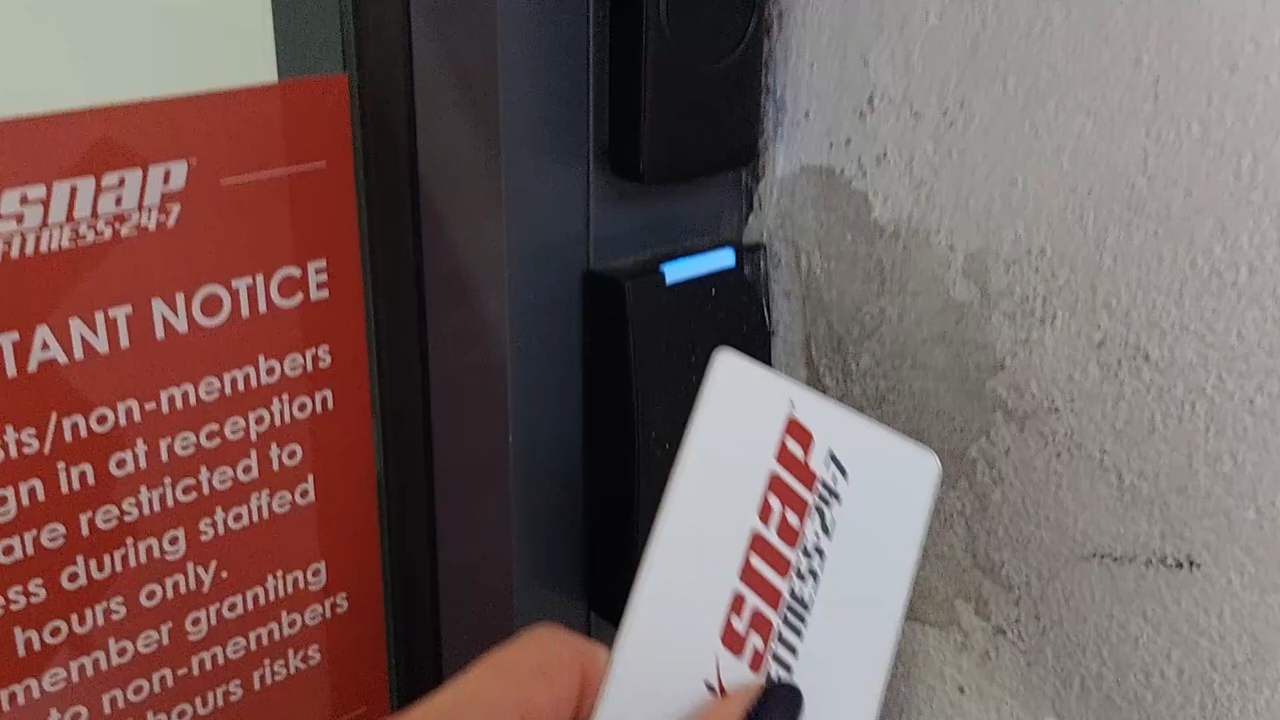 snap
FITNESS·24-7
TANT NOTICE
sts/non-members
gn in at reception
are restricted to
ess during staffed
hours only.
member granting
to non-members
hours risks
snap
FITNESS·24-7